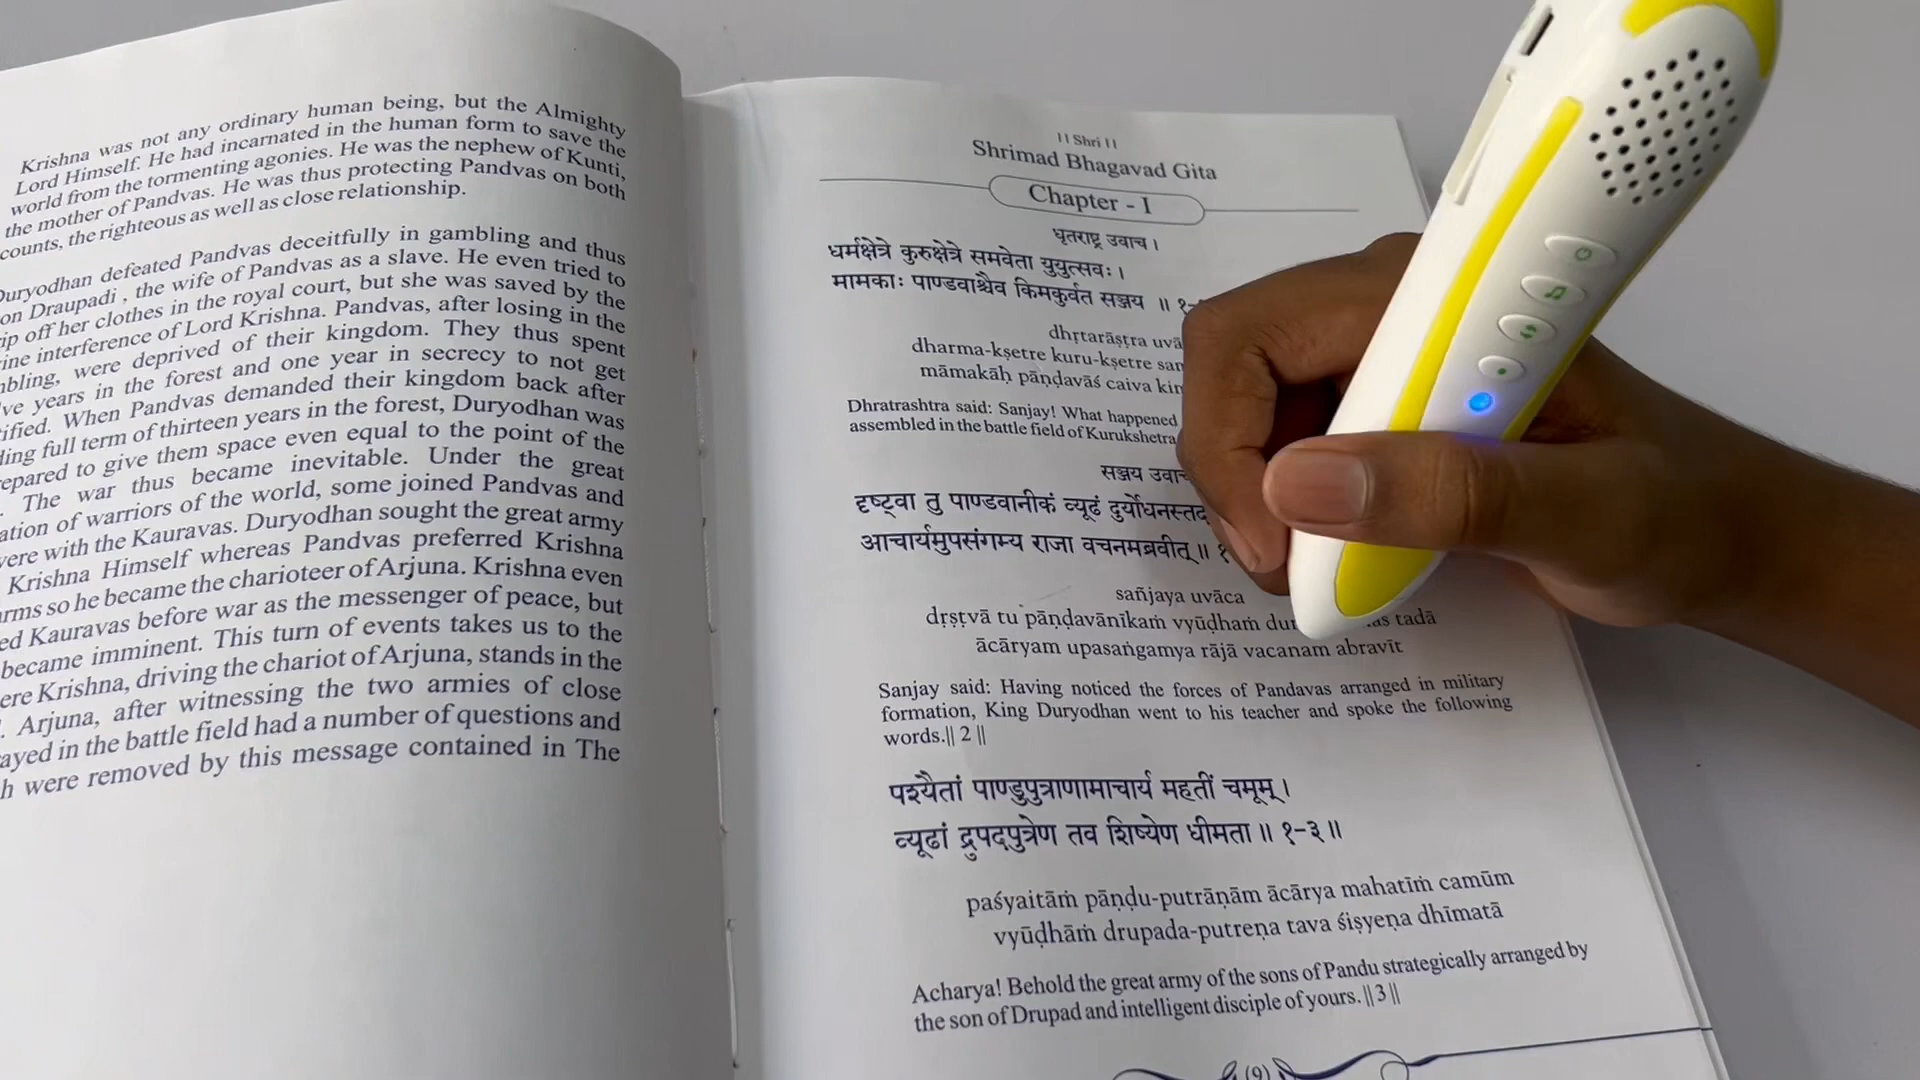 Krishna was not any ordinary human being, but the Almighty
Lord Himself. He had incarnated in the human form to save the
world from the tormenting agonies. He was the nephew of Kunti,
the mother of Pandvas. He was thus protecting Pandvas on both
counts, the righteous as well as close relationship.
Duryodhan defeated Pandvas deceitfully in gambling and thus
on Draupadi , the wife of Pandvas as a slave. He even tried to
off her clothes in the royal court, but she was saved by the
interference of Lord Krishna. Pandvas, after losing in the
were deprived of their kingdom. They thus spent
years in the forest and one year in secrecy to not get
When Pandvas demanded their kingdom back after
full term of thirteen years in the forest, Duryodhan was
to give them space even equal to the point of the
. The war thus became inevitable. Under the great
of warriors of the world, some joined Pandvas and
were with the Kauravas. Duryodhan sought the great army
Krishna Himself whereas Pandvas preferred Krishna
so he became the charioteer of Arjuna. Krishna even
Kauravas before war as the messenger of peace, but
became imminent. This turn of events takes us to the
Krishna, driving the chariot of Arjuna, stands in the
. Arjuna, after witnessing the two armies of close
in the battle field had a number of questions and
were removed by this message contained in The
|| Shri ||
Shrimad Bhagavad Gita
Chapter - I
धृतराष्ट्र उवाच ।
धर्मक्षेत्रे कुरुक्षेत्रे समवेता युयुत्सवः ।
मामकाः पाण्डवाश्चैव किमकुर्वत सञ्जय ॥ १-
dhṛtarāṣṭra
dharma-kṣetre kuru-kṣetre
māmakāḥ pāṇḍavāś caiva
Dhratrashtra said: Sanjay! What happened
assembled in the battle field of Kurukshetra
सञ्जय उवाच
दृष्ट्वा तु पाण्डवानीकं व्यूढं
आचार्यमुपसंगम्य राजा वचनमब्रवीत् ॥
sañjaya uvāca
dṛṣṭvā tu pāṇḍavānīkaṁ vyūḍhaṁ tadā
ācāryam upasaṅgamya rājā vacanam abravīt
Sanjay said: Having noticed the forces of Pandavas arranged in military
formation, King Duryodhan went to his teacher and spoke the following
words.|| 2 ||
पश्यैतां पाण्डुपुत्राणामाचार्य महतीं चमूम् ।
व्यूढां द्रुपदपुत्रेण तव शिष्येण धीमता ॥ १-३ ॥
paśyaitāṁ pāṇḍu-putrāṇām ācārya mahatīṁ camūm
vyūḍhāṁ drupada-putreṇa tava śiṣyeṇa dhīmatā
Acharya! Behold the great army of the sons of Pandu strategically arranged by
the son of Drupad and intelligent disciple of yours. || 3 ||